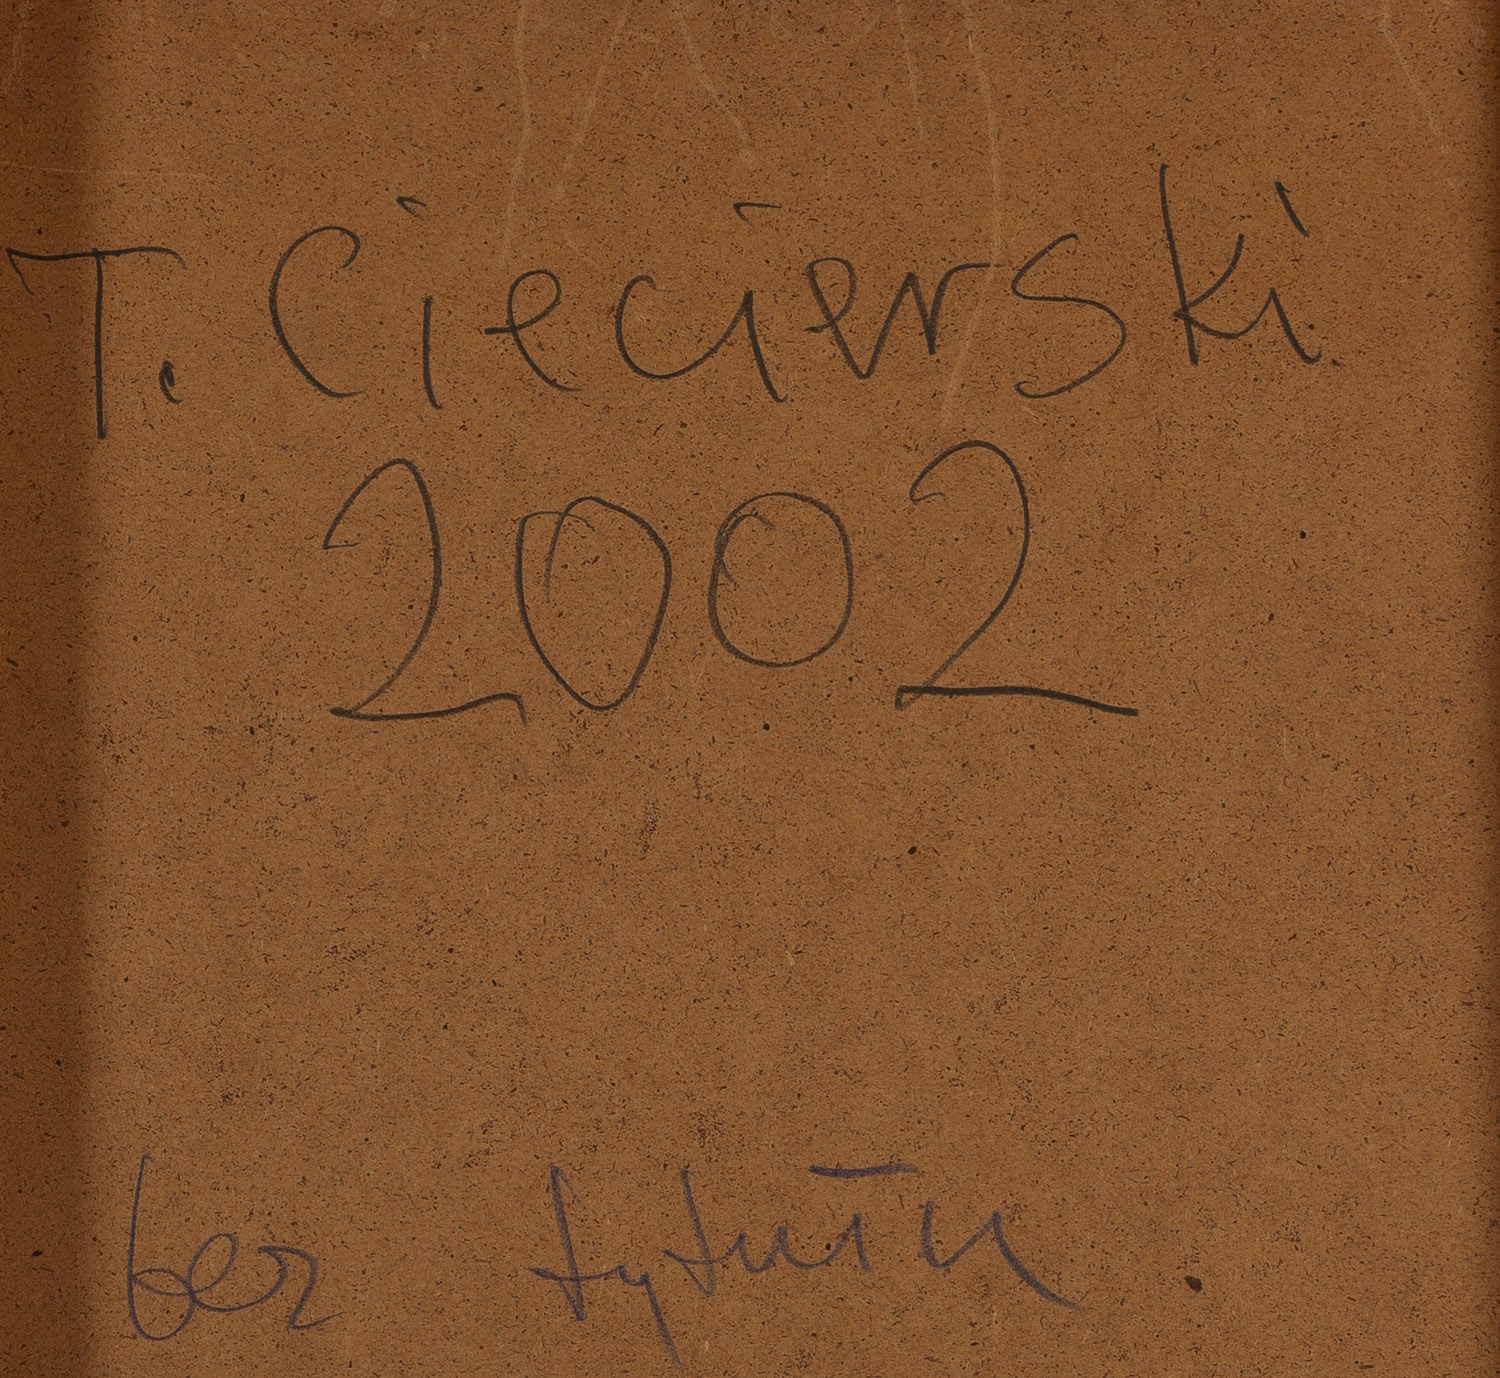 T. Ciecierski
2002
bez tytułu